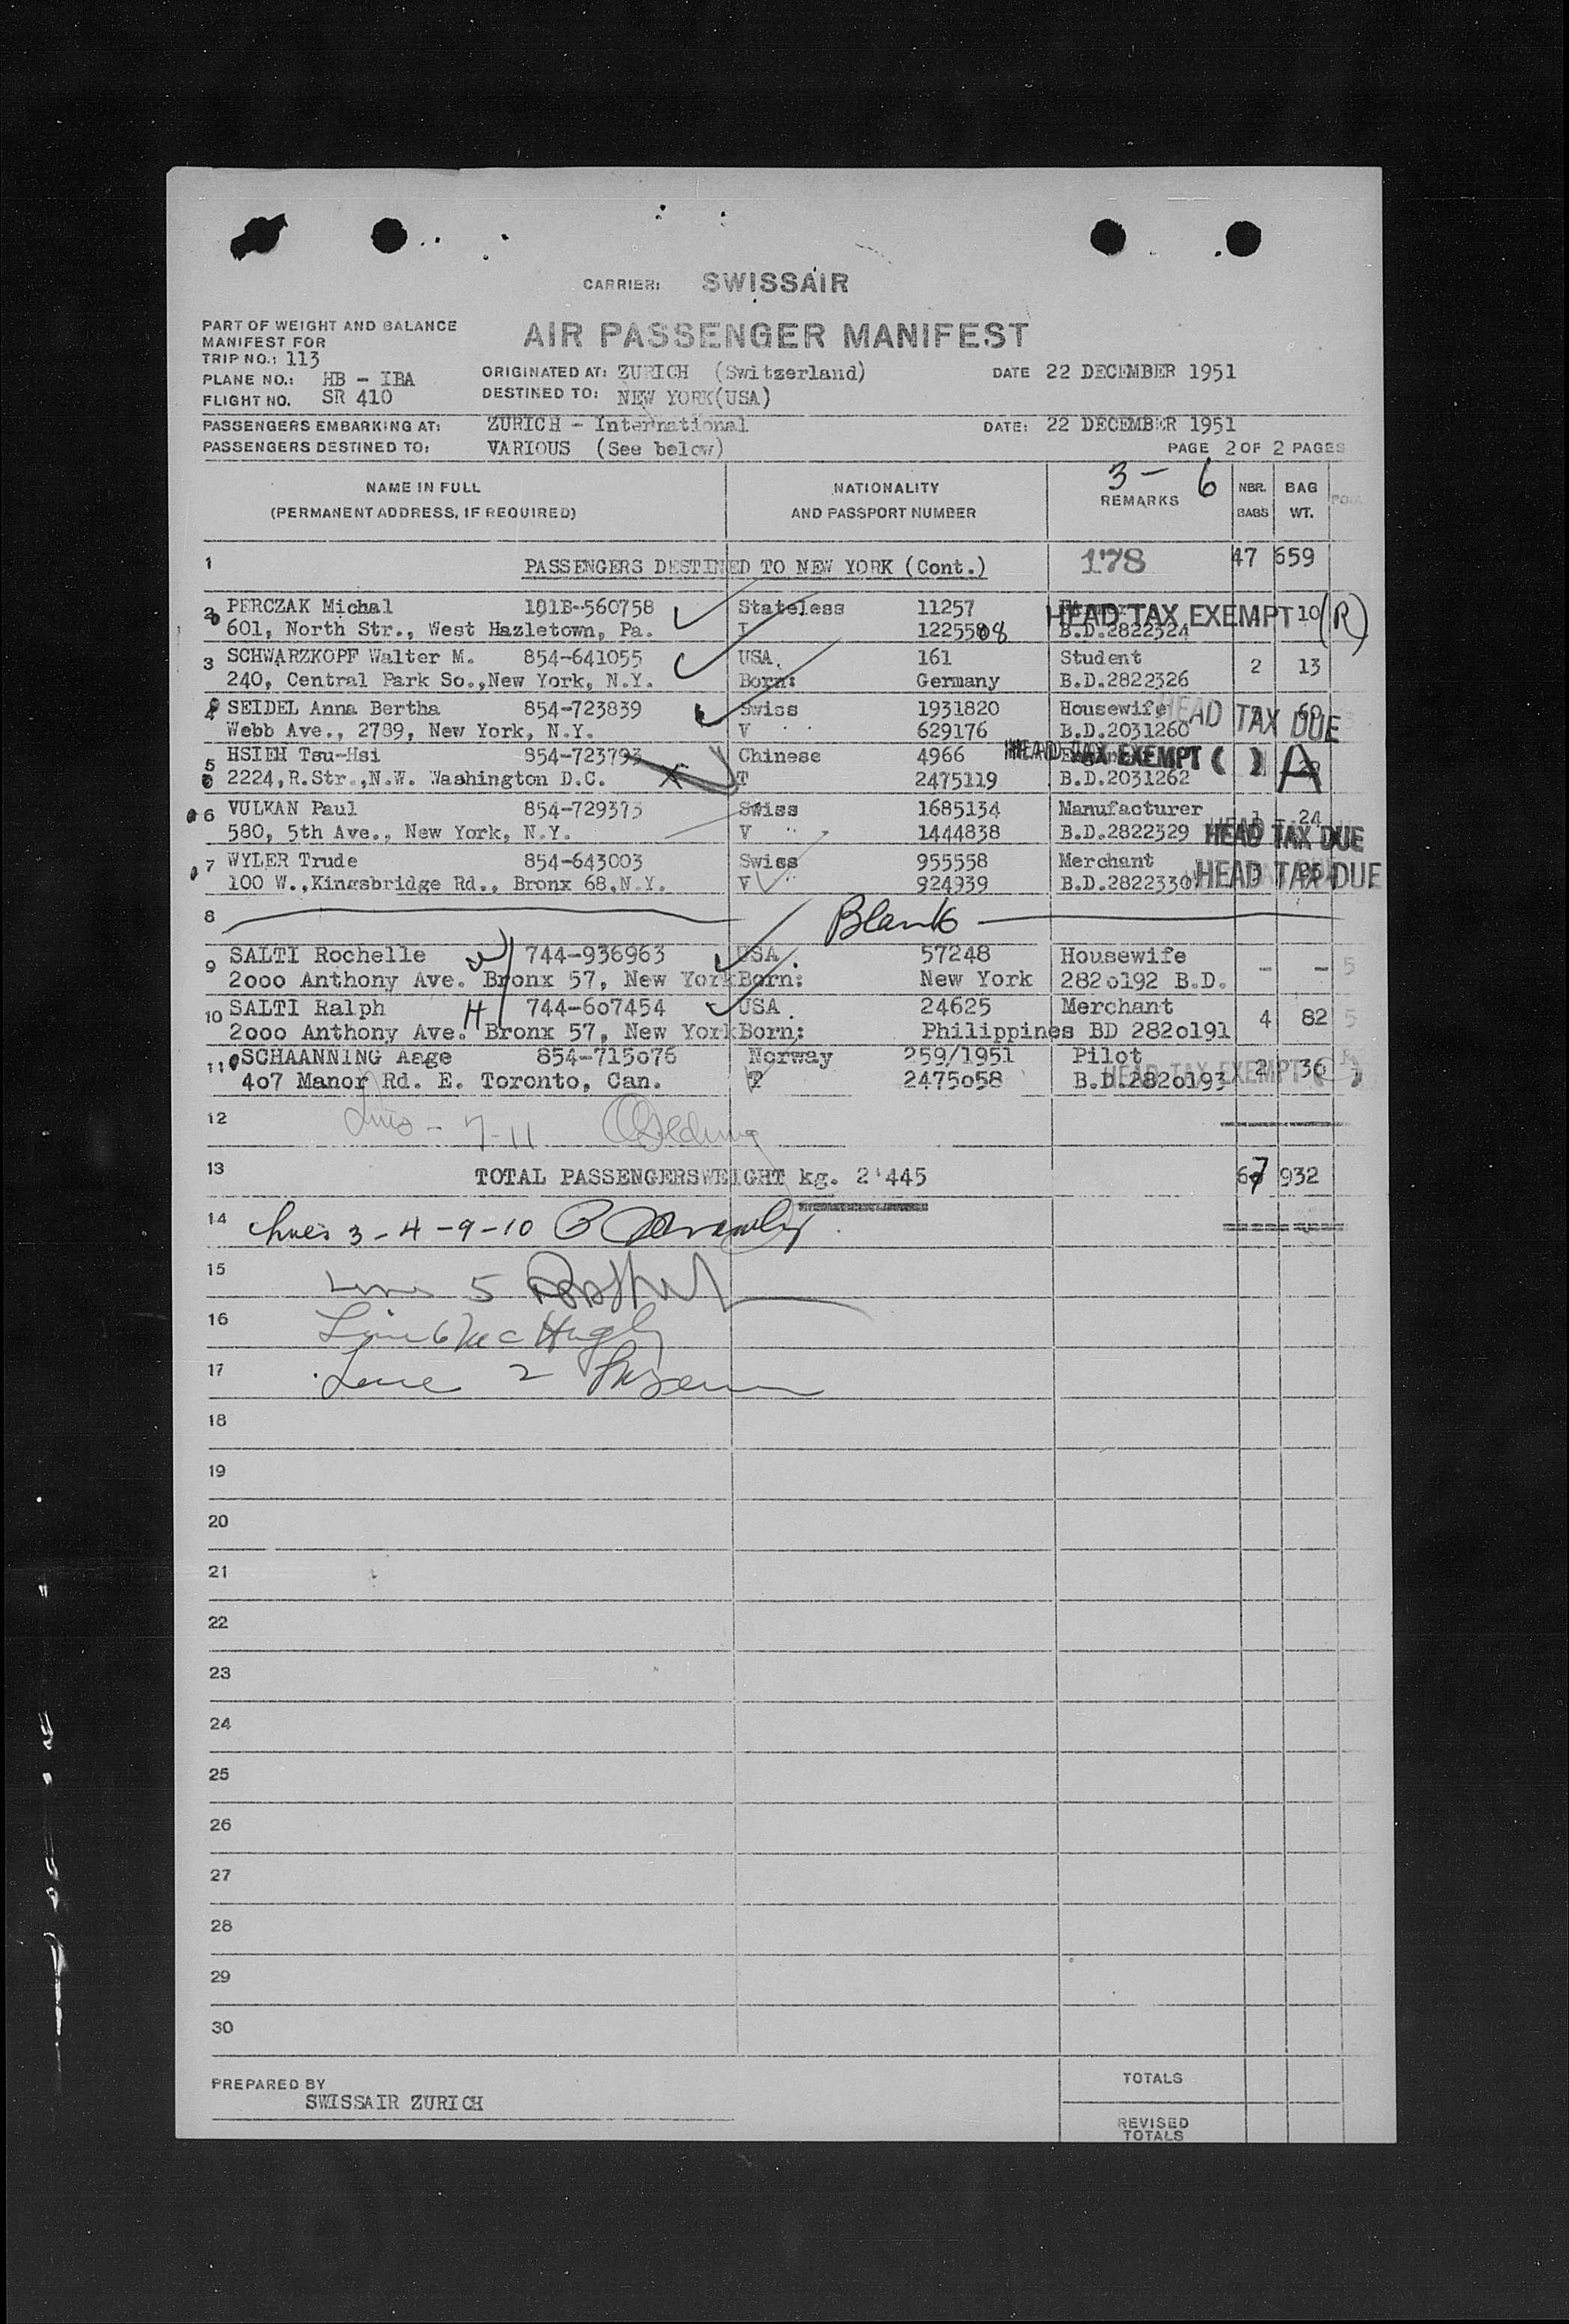 CARRIER: SWISSAIR
AIR PASSENGER MANIFEST
PART OF WEIGHT AND BALANCE
MANIFEST FOR
TRIP NO.: 113
PLANE NO.: HB - IBA
FLIGHT NO. SR 410
ORIGINATED AT: ZURICH (Switzerland)
DESTINED TO: NEW YORK(USA)
DATE 22 DECEMBER 1951
PASSENGERS EMBARKING AT: ZURICH - International DATE: 22 DECEMBER 1951
PASSENGERS DESTINED TO: VARIOUS (See below) PAGE 2 OF 2 PAGES
3 - 6
NAME IN FULL NATIONALITY REMARKS NBR. BAG
(PERMANENT ADDRESS, IF REQUIRED) AND PASSPORT NUMBER BAGS WT.
1 PASSENGERS DESTINED TO NEW YORK (Cont.) 178 47 659
2 PERCZAK Michal 181B-560758 Stateless 11257 HEAD TAX EXEMPT 10 (R)
601, North Str., West Hazletown, Pa. I B.D.2822324
3 SCHWARZKOPF Walter M. 854-641055 USA. 161 Student 2 13
240, Central Park So.,New York, N.Y. Born: Germany B.D.2822326
4 SEIDEL Anna Bertha 854-723839 Swiss 1931820 Housewife HEAD TAX DUE
Webb Ave., 2789, New York, N.Y. V 629176 B.D.2031260
5 HSIEH Tsu-Hsi 854-723793 Chinese 4966 HEAD TAX EXEMPT ( ) A
2224,R.Str.,N.W. Washington D.C. T 2475119 B.D.2031262
6 VULKAN Paul 854-729373 Swiss 1685134 Manufacturer 1 24
580, 5th Ave., New York, N.Y. V 1444838 B.D.2822329 HEAD TAX DUE
7 WYLER Trude 854-643003 Swiss 955558 Merchant
100 W.,Kingsbridge Rd., Bronx 68,N.Y. V 924939 B.D.2822330 HEAD TAX DUE
8 Blank
9 SALTI Rochelle 744-936963 USA. 57248 Housewife - - 5
2000 Anthony Ave. Bronx 57, New York Born: New York 2820192 B.D.
10 SALTI Ralph H 744-607454 USA. 24625 Merchant 4 82 5
2000 Anthony Ave. Bronx 57, New York Born: Philippines BD 2820191
11 SCHAANNING Aage 854-715076 Norway 259/1951 Pilot 2 36
407 Manor Rd. E. Toronto, Can. T 2475058 B.D.2820193 HEAD TAX EXEMPT ( )
12 - 7-11
13 TOTAL PASSENGERSWEIGHT kg. 2'445 67 932
14 Lines 3-4-9-10
15 Line 5
16 Line 6 McHugh
17 Line 2
18
19
20
21
22
23
24
25
26
27
28
29
30
PREPARED BY TOTALS
SWISSAIR ZURICH
REVISED
TOTALS